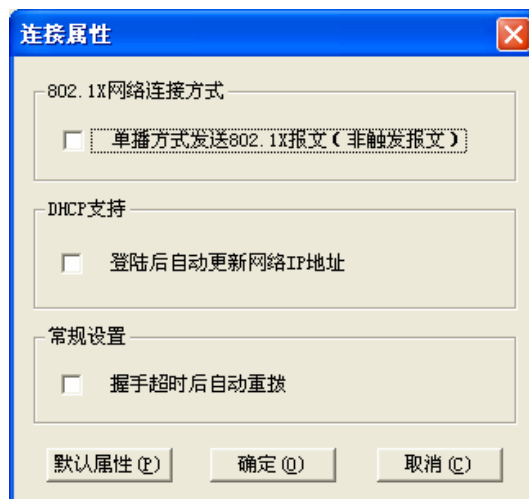 连接属性
802.1X网络连接方式
单播方式发送802.1X报文(非触发报文)
DHCP支持
登陆后自动更新网络IP地址
常规设置
握手超时后自动重拨
默认属性(P) 确定(O) 取消(C)